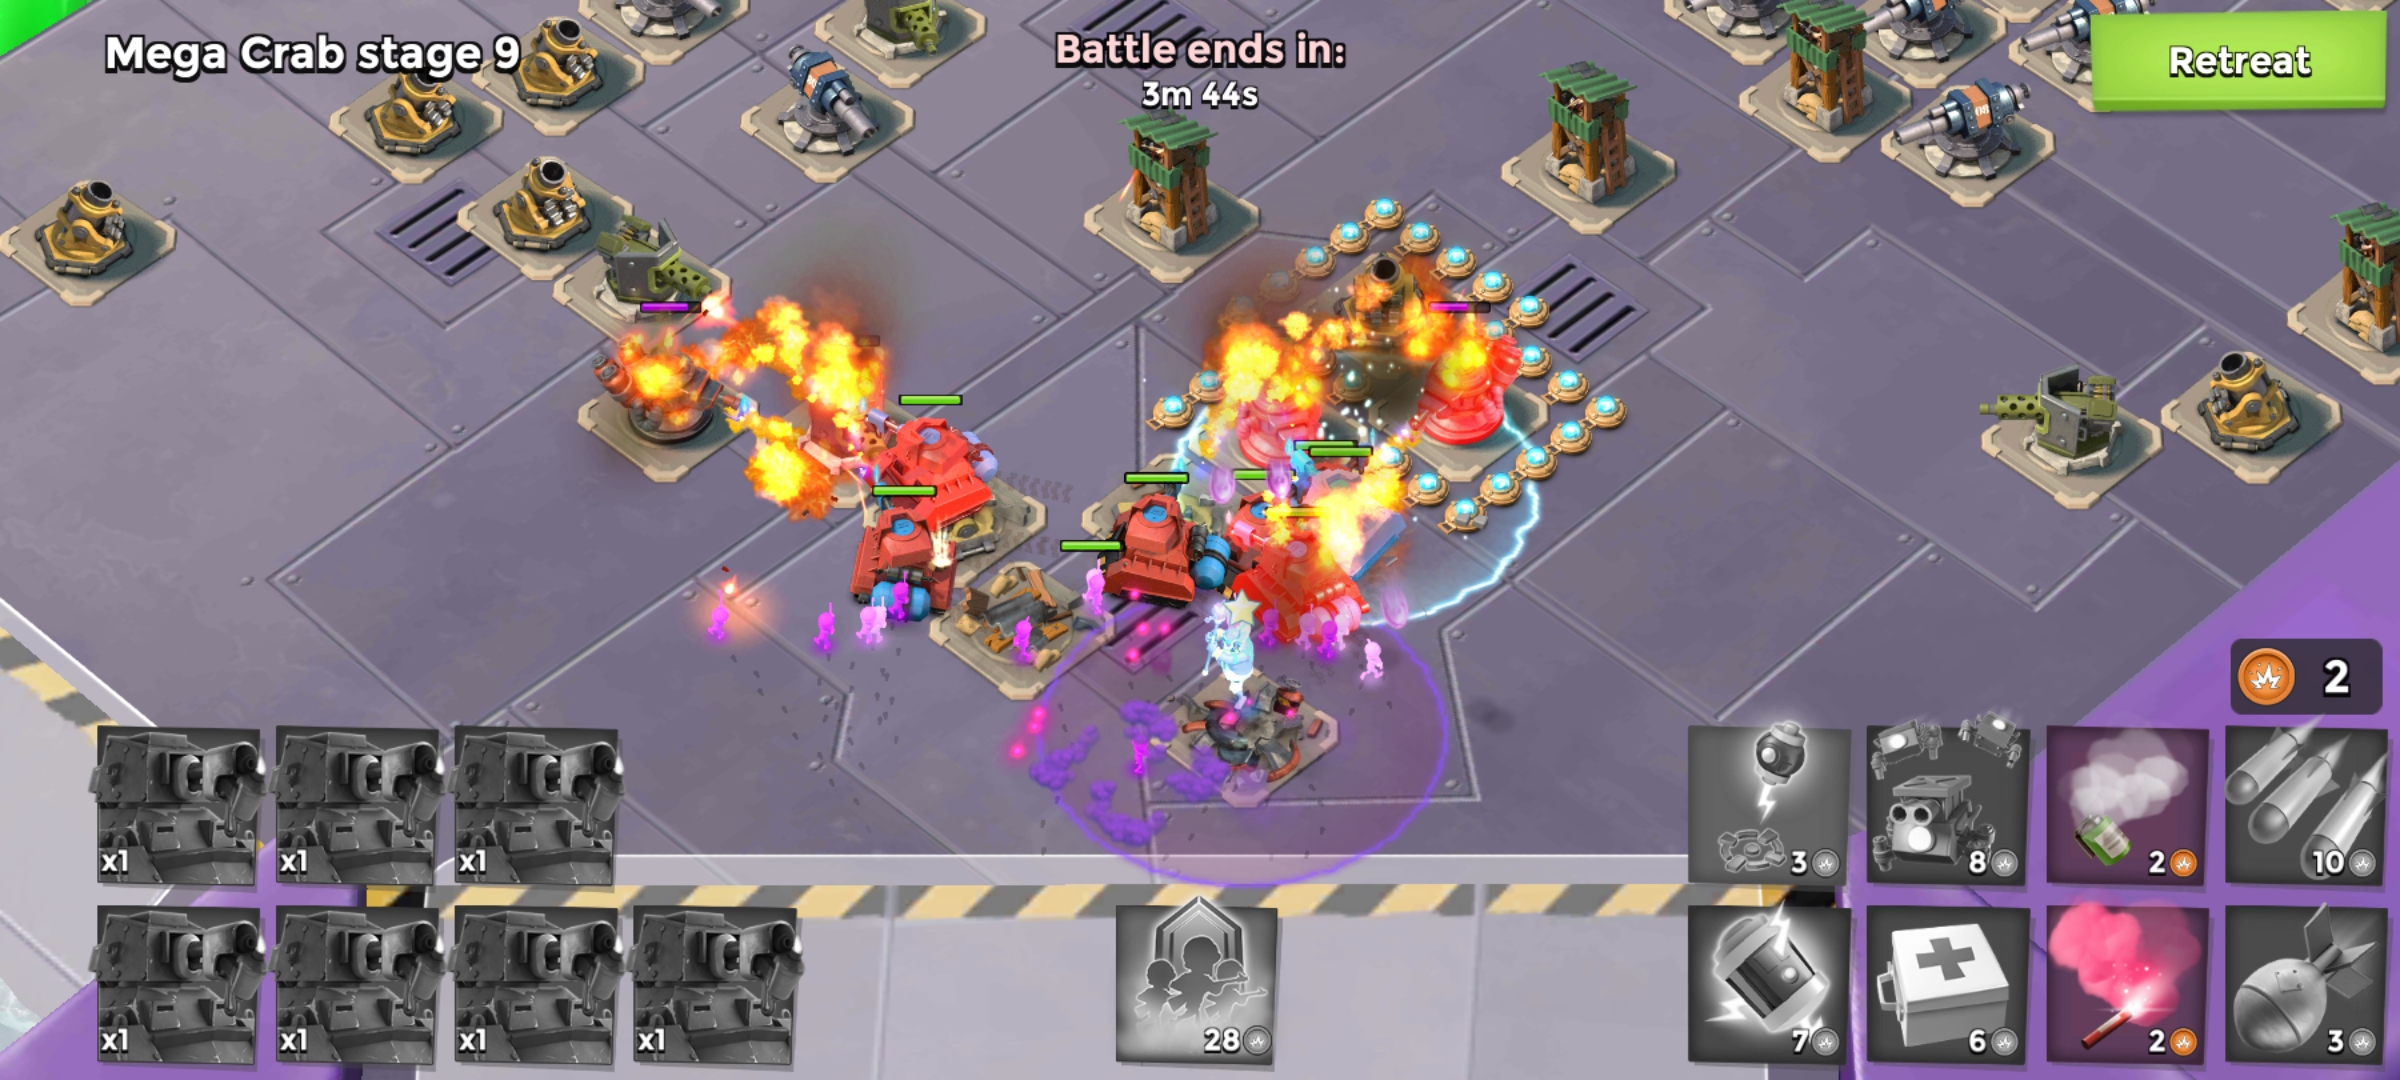 Mega Crab stage 9
Battle ends in:
3m 44s
Retreat
2
x1 x1 x1
3 8 2 10
x1 x1 x1 x1
28
7 6 2 3